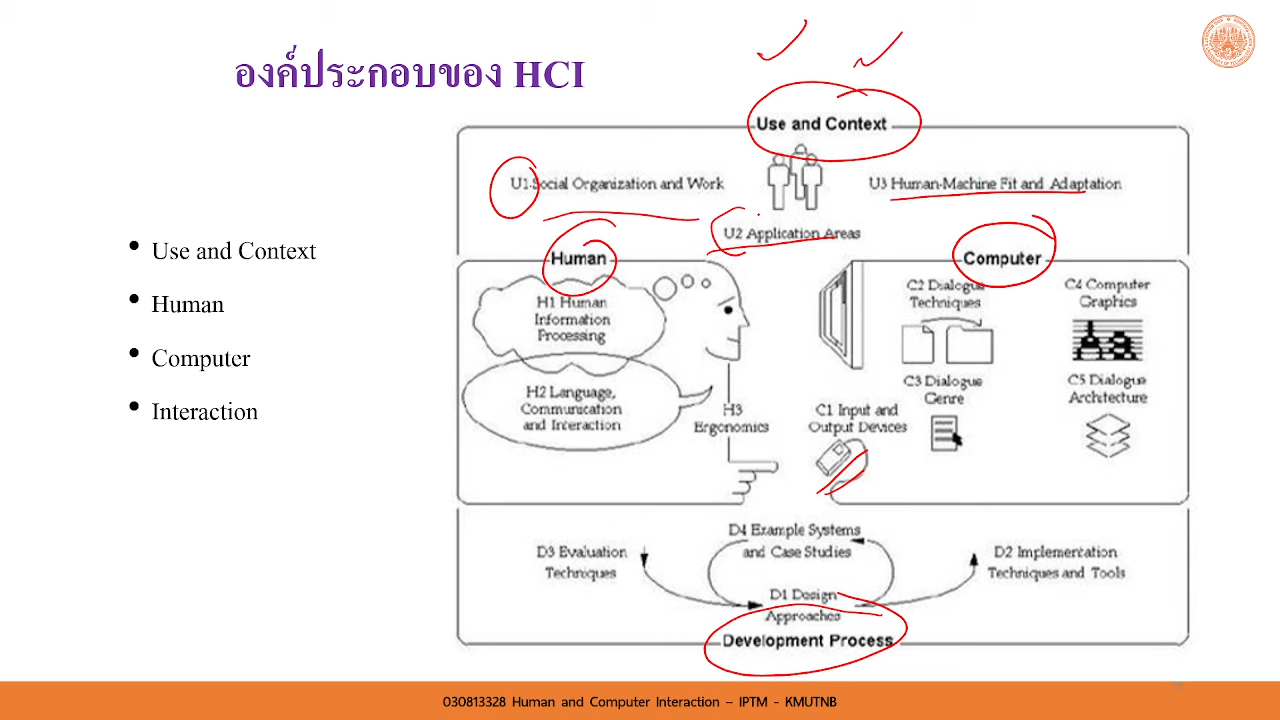 องค์ประกอบของ HCI
• Use and Context
• Human
• Computer
• Interaction
Use and Context
U1 Social Organization and Work
U3 Human-Machine Fit and Adaptation
U2 Application Areas
Human
H1 Human
Information
Processing
H2 Language,
Communication
and Interaction
H3
Ergonomics
Computer
C2 Dialogue
Techniques
C4 Computer
Graphics
C3 Dialogue
Genre
C5 Dialogue
Architecture
C1 Input and
Output Devices
D4 Example Systems
and Case Studies
D3 Evaluation
Techniques
D2 Implementation
Techniques and Tools
D1 Design
Approaches
Development Process
030813328 Human and Computer Interaction – IPTM - KMUTNB